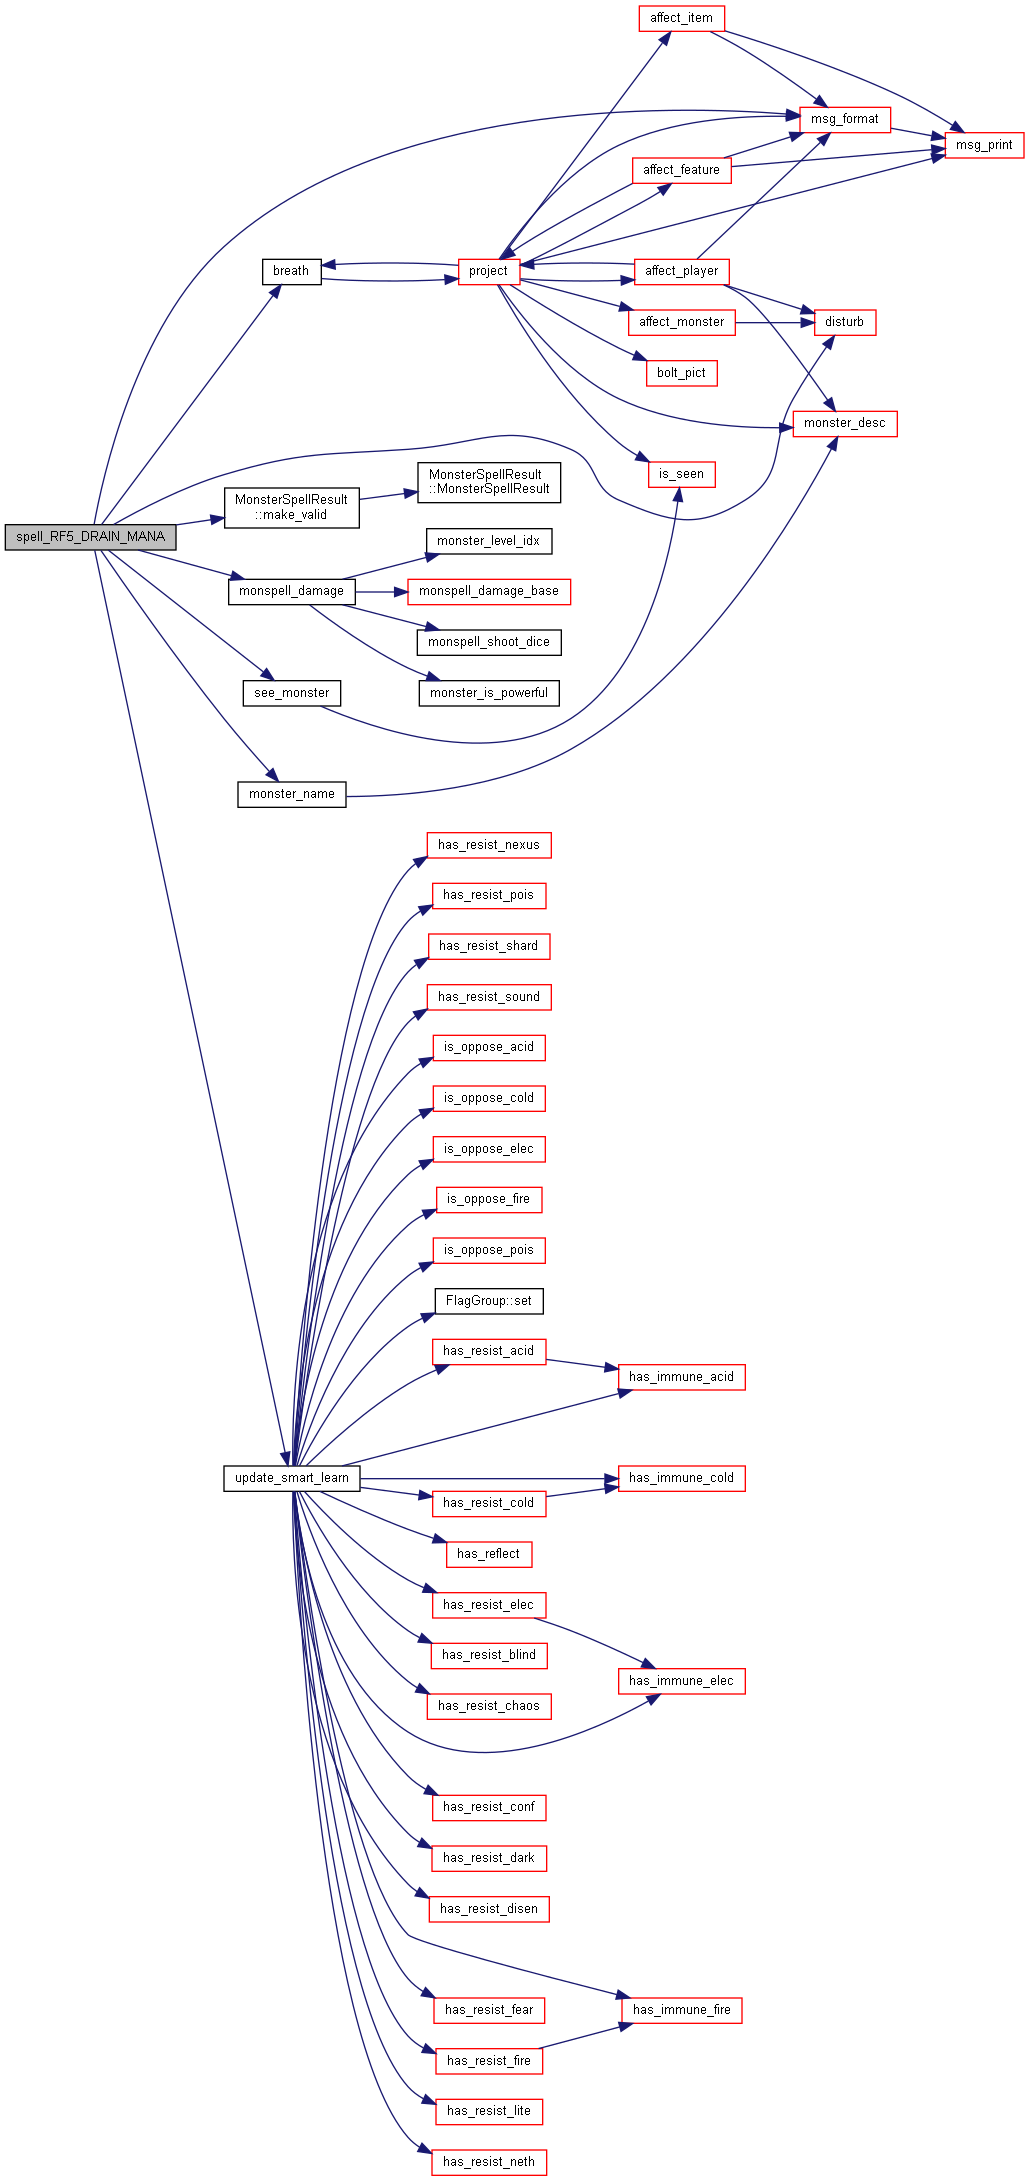 affect_item
msg_format
msg_print
affect_feature
breath
project
affect_player
affect_monster
disturb
bolt_pict
monster_desc
is_seen
MonsterSpellResult
::MonsterSpellResult
MonsterSpellResult
::make_valid
spell_RF5_DRAIN_MANA
monster_level_idx
monspell_damage
monspell_damage_base
monspell_shoot_dice
see_monster
monster_is_powerful
monster_name
has_resist_nexus
has_resist_pois
has_resist_shard
has_resist_sound
is_oppose_acid
is_oppose_cold
is_oppose_elec
is_oppose_fire
is_oppose_pois
FlagGroup::set
has_resist_acid
has_immune_acid
update_smart_learn
has_immune_cold
has_resist_cold
has_reflect
has_resist_elec
has_resist_blind
has_immune_elec
has_resist_chaos
has_resist_conf
has_resist_dark
has_resist_disen
has_resist_fear
has_immune_fire
has_resist_fire
has_resist_lite
has_resist_neth